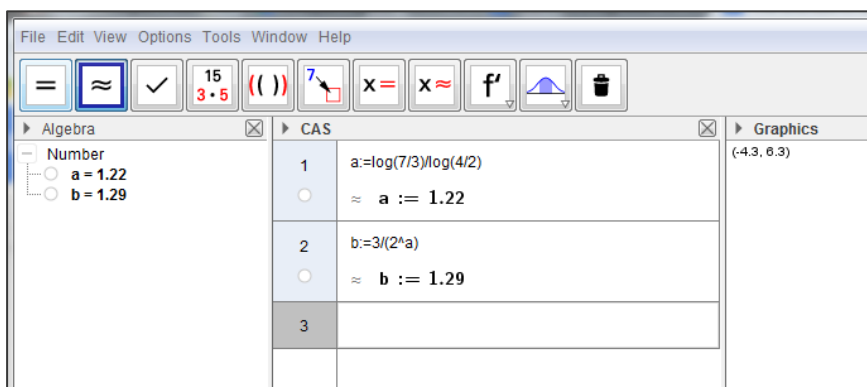 File Edit View Options Tools Window Help
= ≈ ✓ 15 3•5 (( )) 7 x= x≈ f'
Algebra
Number
a = 1.22
b = 1.29
CAS
1 a:=log(7/3)/log(4/2)
≈ a := 1.22
2 b:=3/(2^a)
≈ b := 1.29
3
Graphics
(-4.3, 6.3)